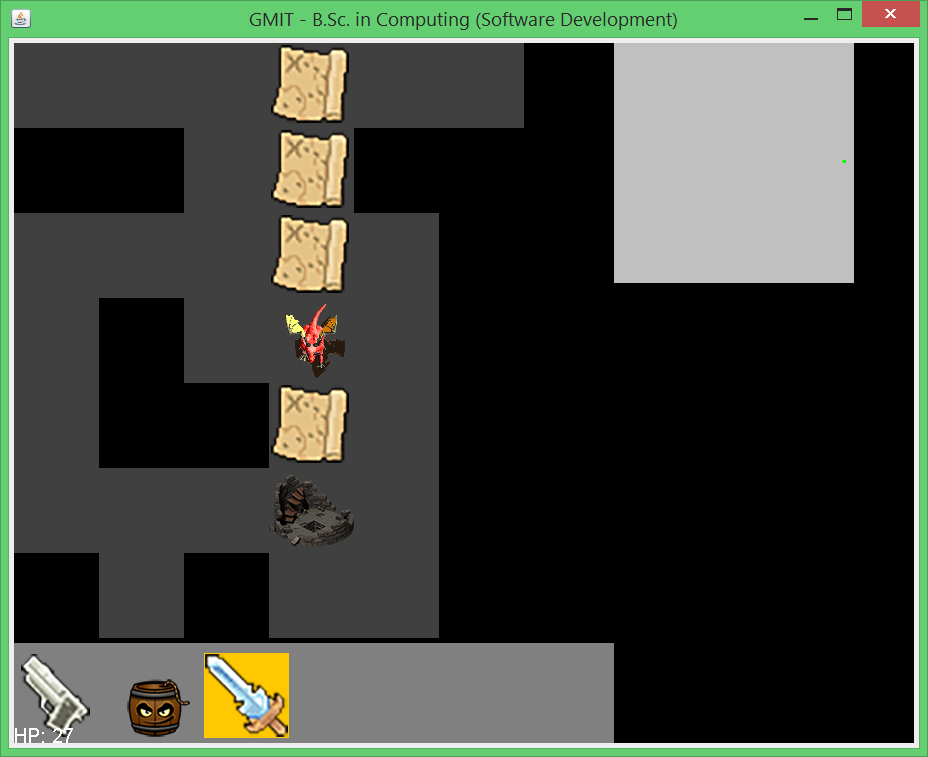 GMIT - B.Sc. in Computing (Software Development)
HP: 27